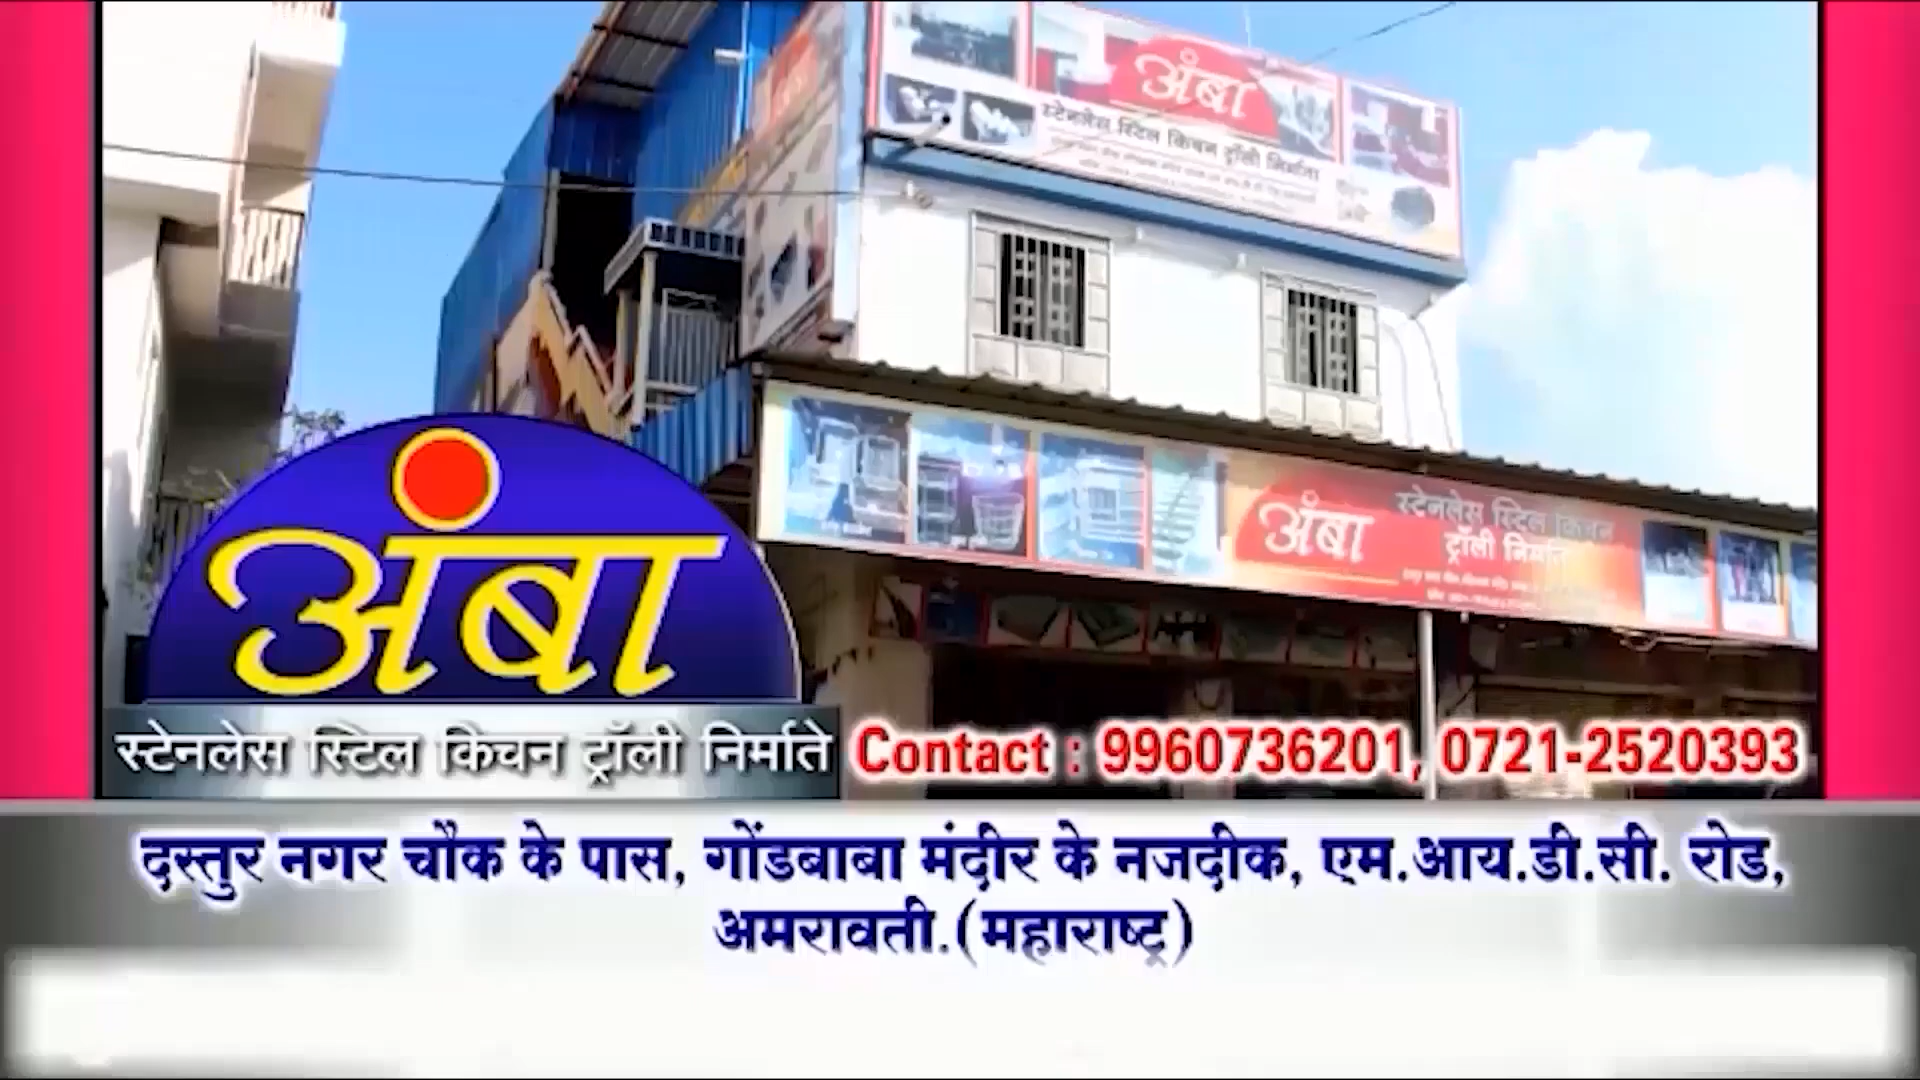 अंबा
स्टेनलेस स्टिल किचन ट्रॉली निर्माता
अंबा
स्टेनलेस स्टिल किचन
ट्रॉली निर्माता
अंबा
स्टेनलेस स्टिल किचन ट्रॉली निर्माते
Contact : 9960736201, 0721-2520393
दस्तुर नगर चौक के पास, गोंडबाबा मंदीर के नजदीक, एम.आय.डी.सी. रोड,
अमरावती.(महाराष्ट्र)